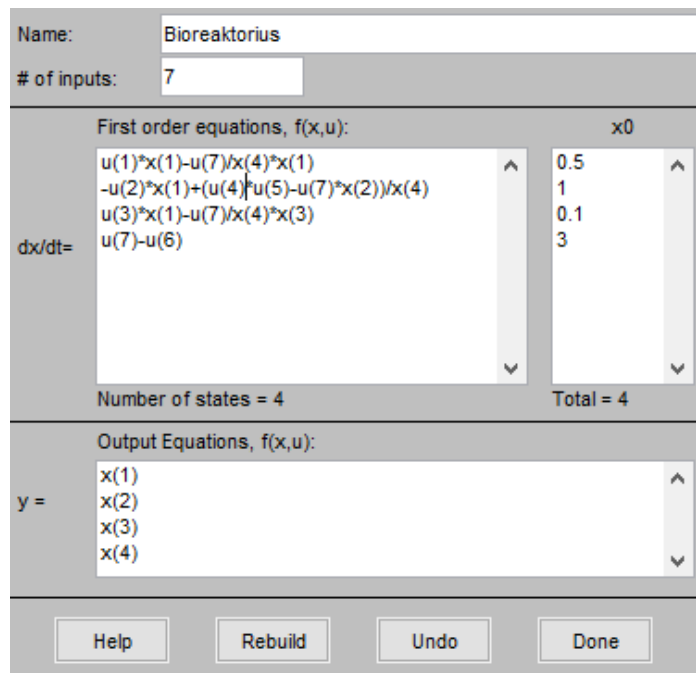 Name: Bioreaktorius
# of inputs: 7
First order equations, f(x,u): x0
u(1)*x(1)-u(7)/x(4)*x(1) 0.5
-u(2)*x(1)+(u(4)*u(5)-u(7)*x(2))/x(4) 1
u(3)*x(1)-u(7)/x(4)*x(3) 0.1
dx/dt= u(7)-u(6) 3
Number of states = 4 Total = 4
Output Equations, f(x,u):
x(1)
y = x(2)
x(3)
x(4)
Help Rebuild Undo Done